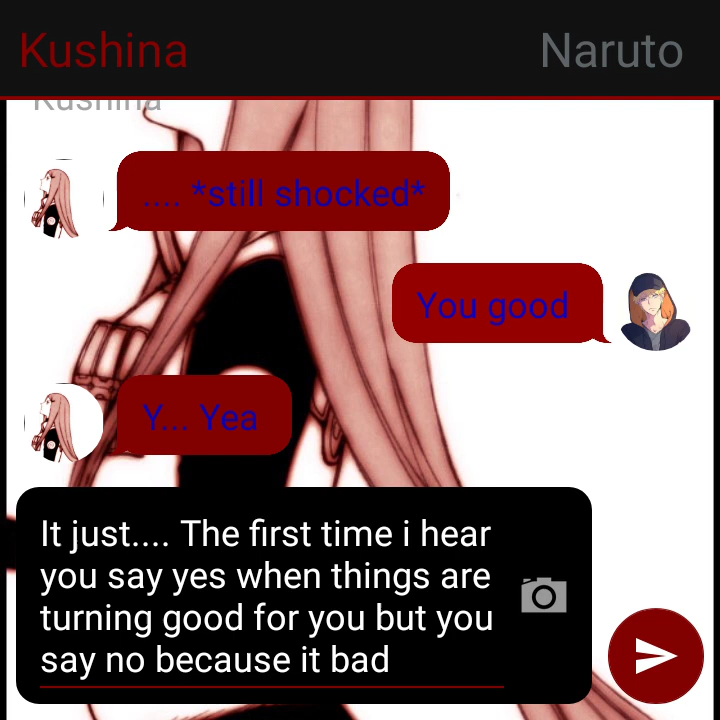 Kushina
Naruto
Kushina
.... *still shocked*
You good
Y... Yea
It just.... The first time i hear
you say yes when things are
turning good for you but you
say no because it bad